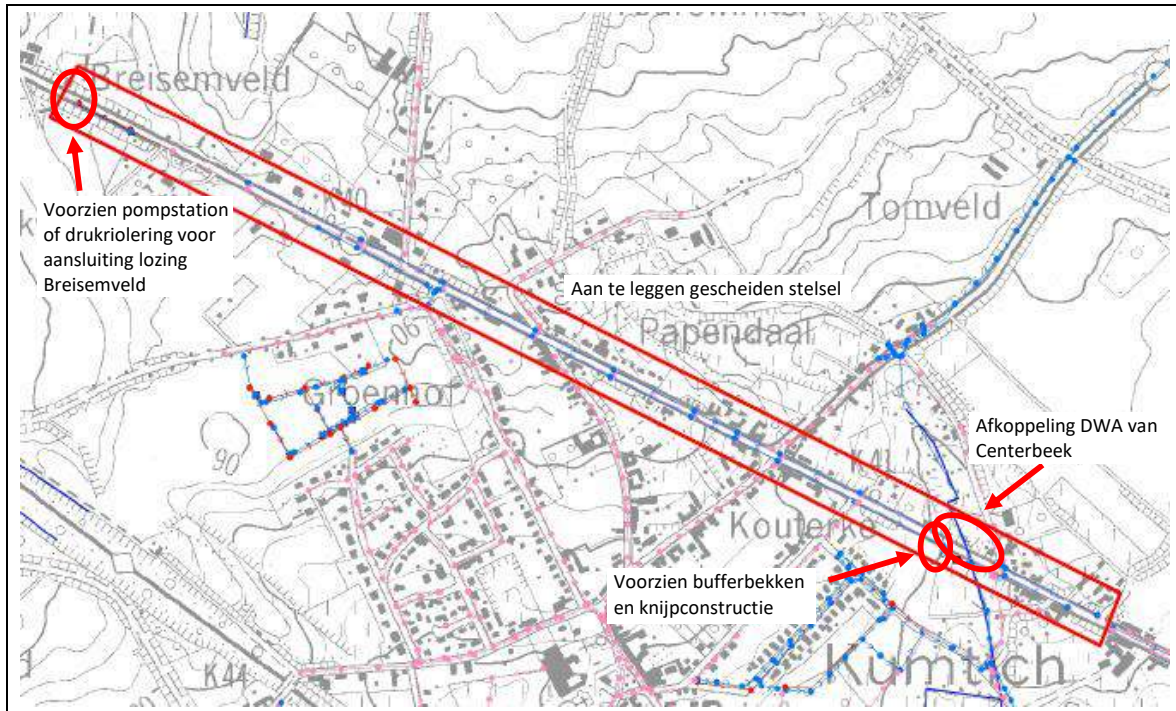 Breisemveld
Voorzien pompstation
of drukriolering voor
aansluiting lozing
Breisemveld
K40
Tomveld
Aan te leggen gescheiden stelsel
Papendaal
90
Groenhof
Afkoppeling DWA van
Centerbeek
90
K41
Kouterke
Voorzien bufferbekken
en knijpconstructie
Kumtich
K44